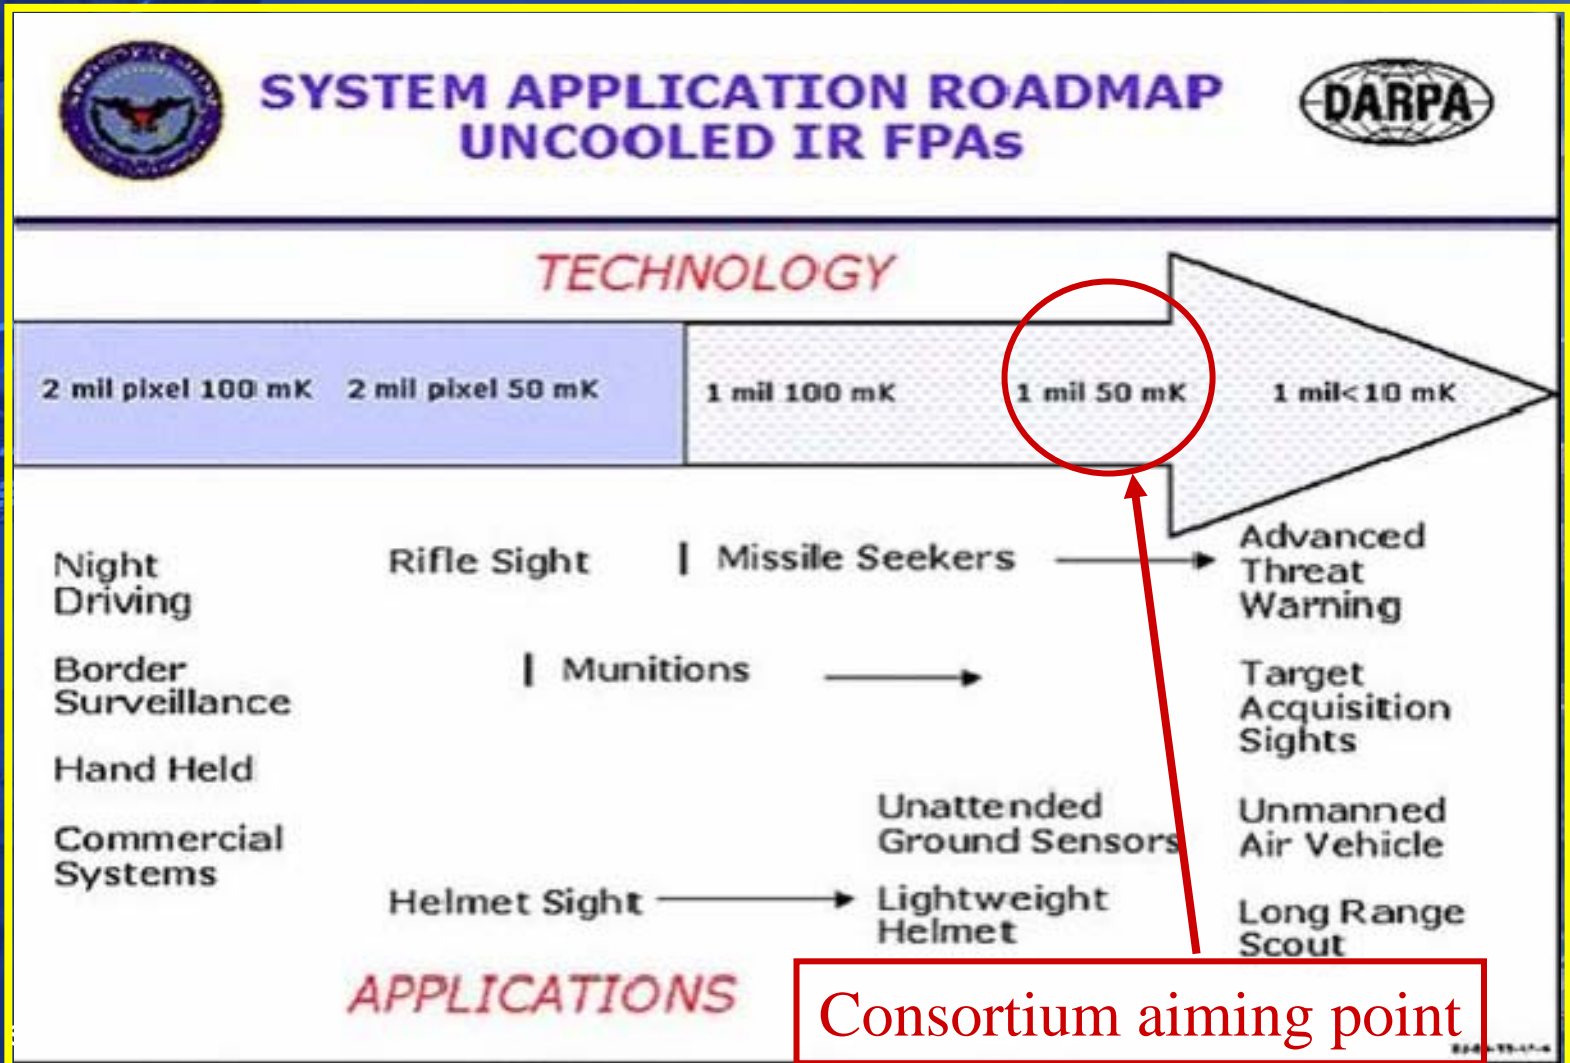 SYSTEM APPLICATION ROADMAP
UNCOOLED IR FPAs
DARPA
TECHNOLOGY
2 mil pixel 100 mK 2 mil pixel 50 mK 1 mil 100 mK 1 mil 50 mK 1 mil<10 mK
Night
Driving
Rifle Sight | Missile Seekers
Advanced
Threat
Warning
Border
Surveillance
| Munitions
Target
Acquisition
Sights
Hand Held
Commercial
Systems
Unattended
Ground Sensors
Unmanned
Air Vehicle
Helmet Sight
Lightweight
Helmet
Long Range
Scout
APPLICATIONS
Consortium aiming point